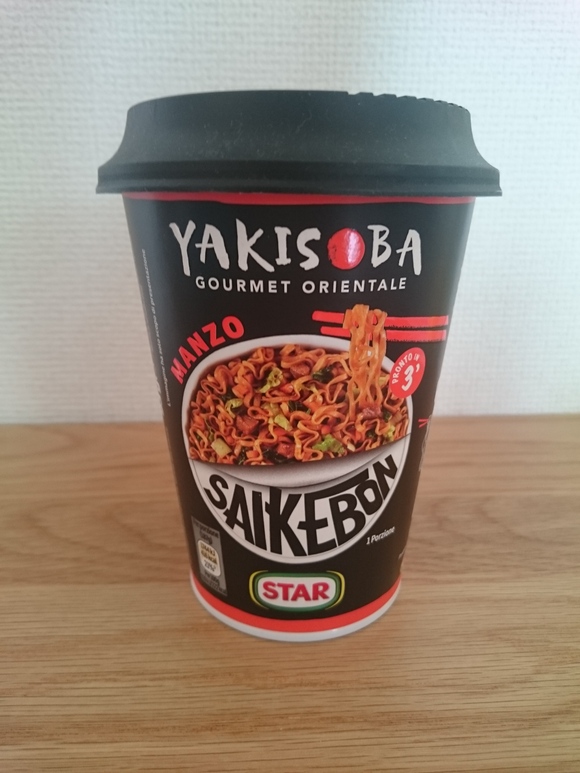 YAKISOBA
GOURMET ORIENTALE
MANZO
PRONTO IN
3'
SAIKEBON
1 Porzione
STAR